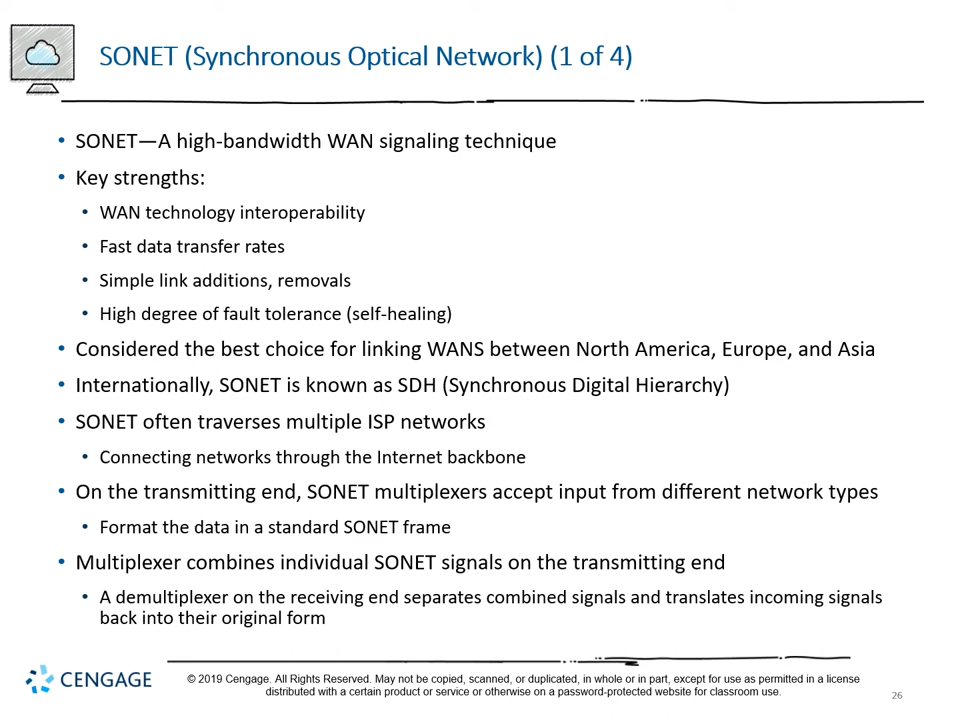 SONET (Synchronous Optical Network) (1 of 4)
• SONET—A high-bandwidth WAN signaling technique
• Key strengths:
• WAN technology interoperability
• Fast data transfer rates
• Simple link additions, removals
• High degree of fault tolerance (self-healing)
• Considered the best choice for linking WANS between North America, Europe, and Asia
• Internationally, SONET is known as SDH (Synchronous Digital Hierarchy)
• SONET often traverses multiple ISP networks
• Connecting networks through the Internet backbone
• On the transmitting end, SONET multiplexers accept input from different network types
• Format the data in a standard SONET frame
• Multiplexer combines individual SONET signals on the transmitting end
• A demultiplexer on the receiving end separates combined signals and translates incoming signals
back into their original form
CENGAGE
© 2019 Cengage. All Rights Reserved. May not be copied, scanned, or duplicated, in whole or in part, except for use as permitted in a license
distributed with a certain product or service or otherwise on a password-protected website for classroom use.
26